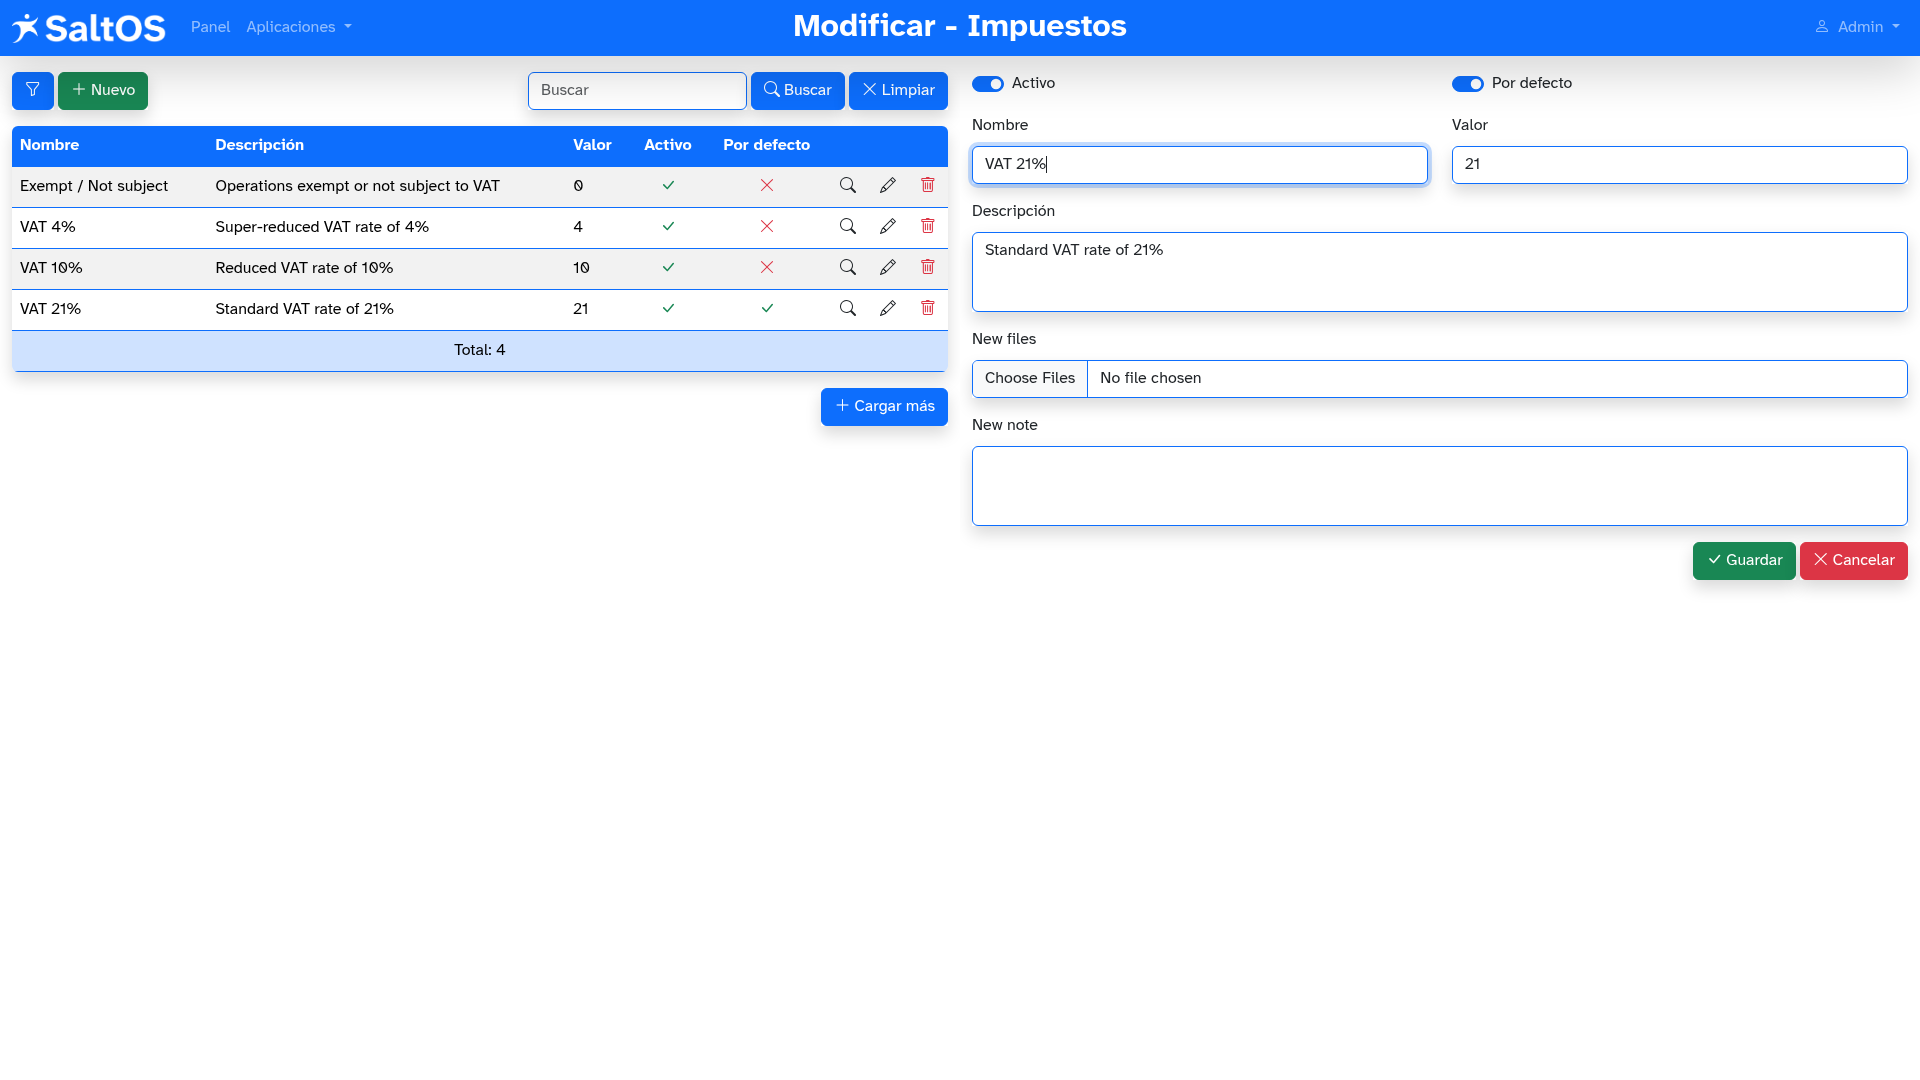 SaltOS Panel Aplicaciones Modificar - Impuestos Admin
Nuevo Buscar Buscar Limpiar
Nombre Descripción Valor Activo Por defecto
Exempt / Not subject Operations exempt or not subject to VAT 0
VAT 4% Super-reduced VAT rate of 4% 4
VAT 10% Reduced VAT rate of 10% 10
VAT 21% Standard VAT rate of 21% 21
Total: 4
Cargar más
Activo Por defecto
Nombre Valor
VAT 21% 21
Descripción
Standard VAT rate of 21%
New files
Choose Files No file chosen
New note
Guardar Cancelar